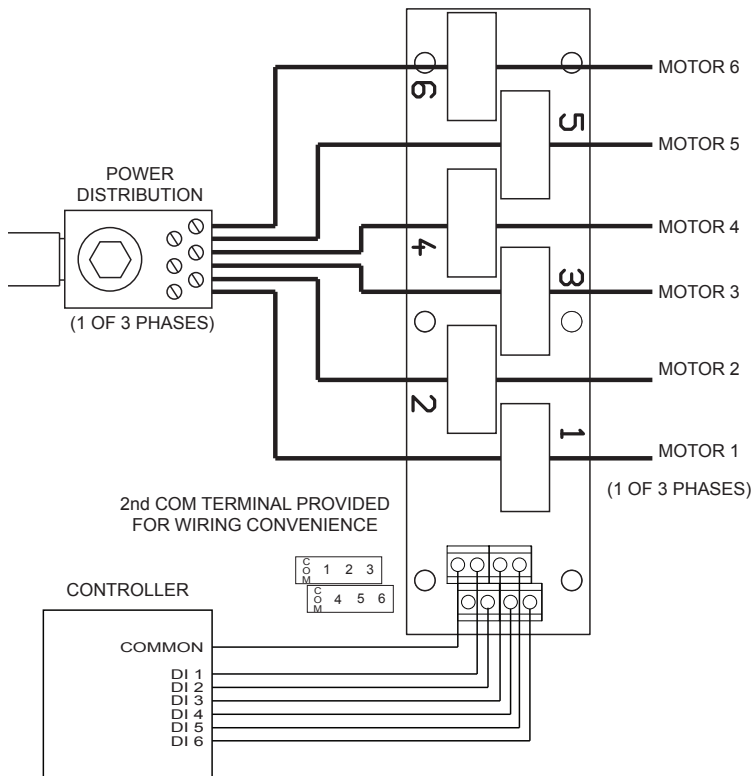 MOTOR 6
6
5
MOTOR 5
POWER
DISTRIBUTION
MOTOR 4
4
3
MOTOR 3
(1 OF 3 PHASES)
MOTOR 2
2
1
MOTOR 1
(1 OF 3 PHASES)
2nd COM TERMINAL PROVIDED
FOR WIRING CONVENIENCE
COM 1 2 3
COM 4 5 6
CONTROLLER
COMMON
DI 1
DI 2
DI 3
DI 4
DI 5
DI 6